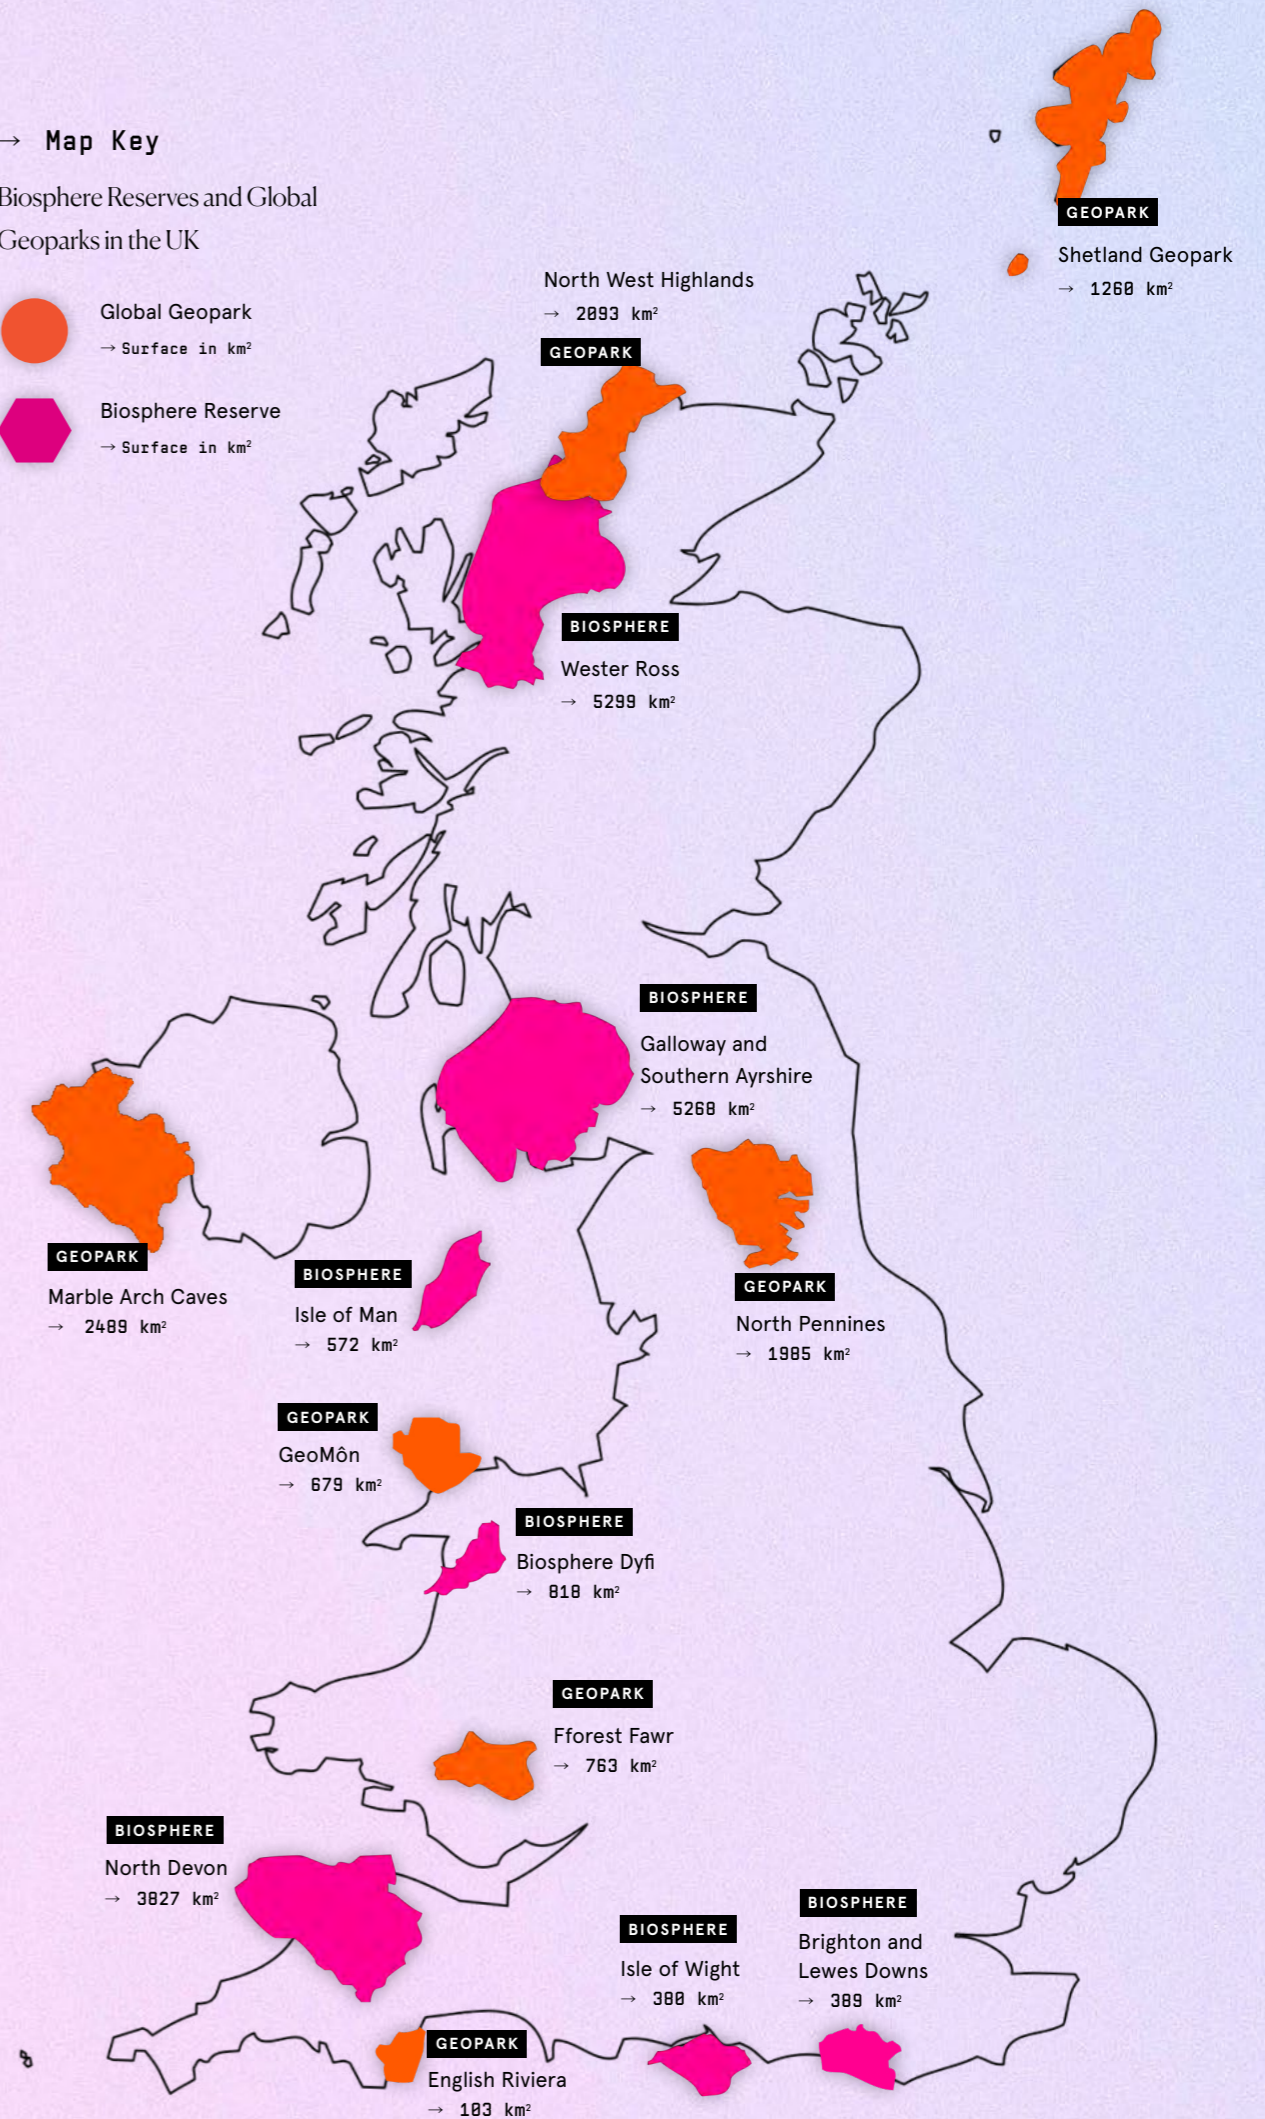 → Map Key
Biosphere Reserves and Global
Geoparks in the UK
Global Geopark
→ Surface in km²
Biosphere Reserve
→ Surface in km²
GEOPARK
Shetland Geopark
→ 1260 km²
North West Highlands
→ 2093 km²
GEOPARK
BIOSPHERE
Wester Ross
→ 5299 km²
BIOSPHERE
Galloway and
Southern Ayrshire
→ 5268 km²
GEOPARK
Marble Arch Caves
→ 2489 km²
BIOSPHERE
Isle of Man
→ 572 km²
GEOPARK
North Pennines
→ 1985 km²
GEOPARK
GeoMôn
→ 679 km²
BIOSPHERE
Biosphere Dyfi
→ 818 km²
GEOPARK
Fforest Fawr
→ 763 km²
BIOSPHERE
North Devon
→ 3827 km²
BIOSPHERE
Isle of Wight
→ 380 km²
BIOSPHERE
Brighton and
Lewes Downs
→ 389 km²
GEOPARK
English Riviera
→ 103 km²